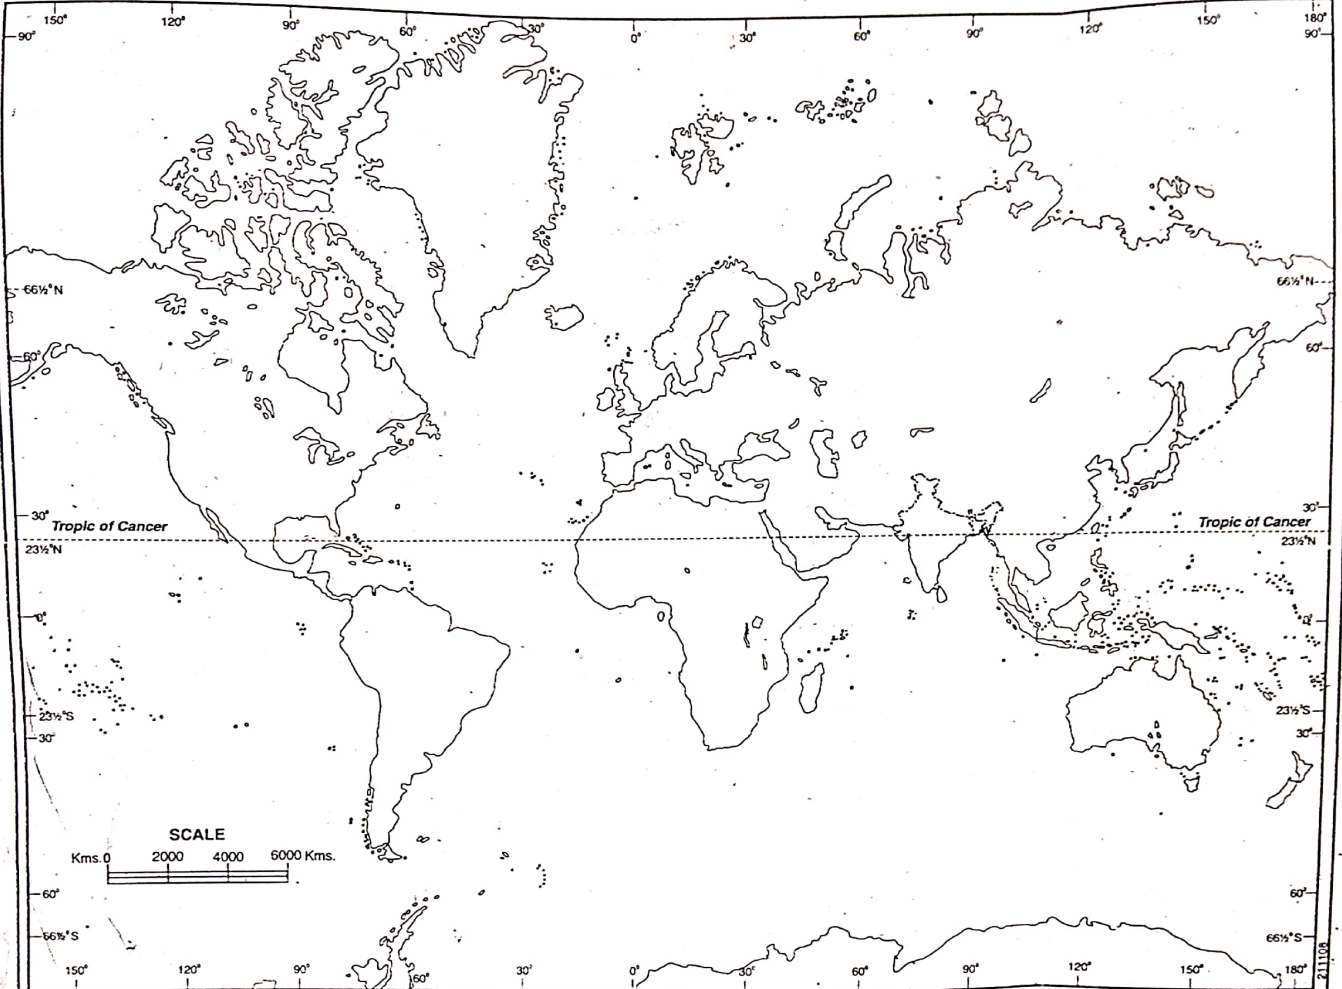 150° 120° 90° 60° 30° 0° 30° 60° 90° 120° 150° 180°
90° 90°
66½°N 66½°N
60° 60°
30° 30°
Tropic of Cancer Tropic of Cancer
23½°N 23½°N
0° 0°
23½°S 23½°S
30° 30°
SCALE
Kms. 0 2000 4000 6000 Kms.
60° 60°
66½°S 66½°S
150° 120° 90° 60° 30° 0° 30° 60° 90° 120° 150° 180°
211108